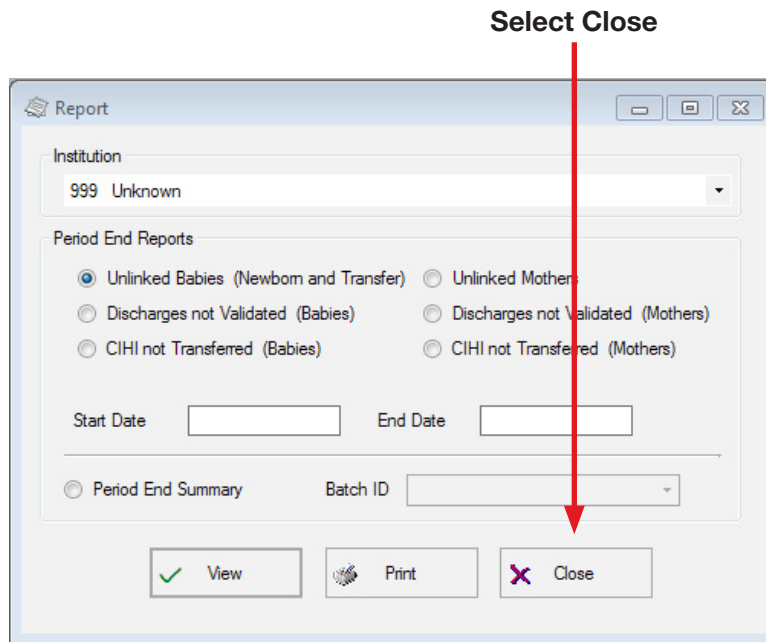 Select Close
Report
Institution
999 Unknown
Period End Reports
Unlinked Babies (Newborn and Transfer) Unlinked Mothers
Discharges not Validated (Babies) Discharges not Validated (Mothers)
CIHI not Transferred (Babies) CIHI not Transferred (Mothers)
Start Date End Date
Period End Summary Batch ID
View Print Close